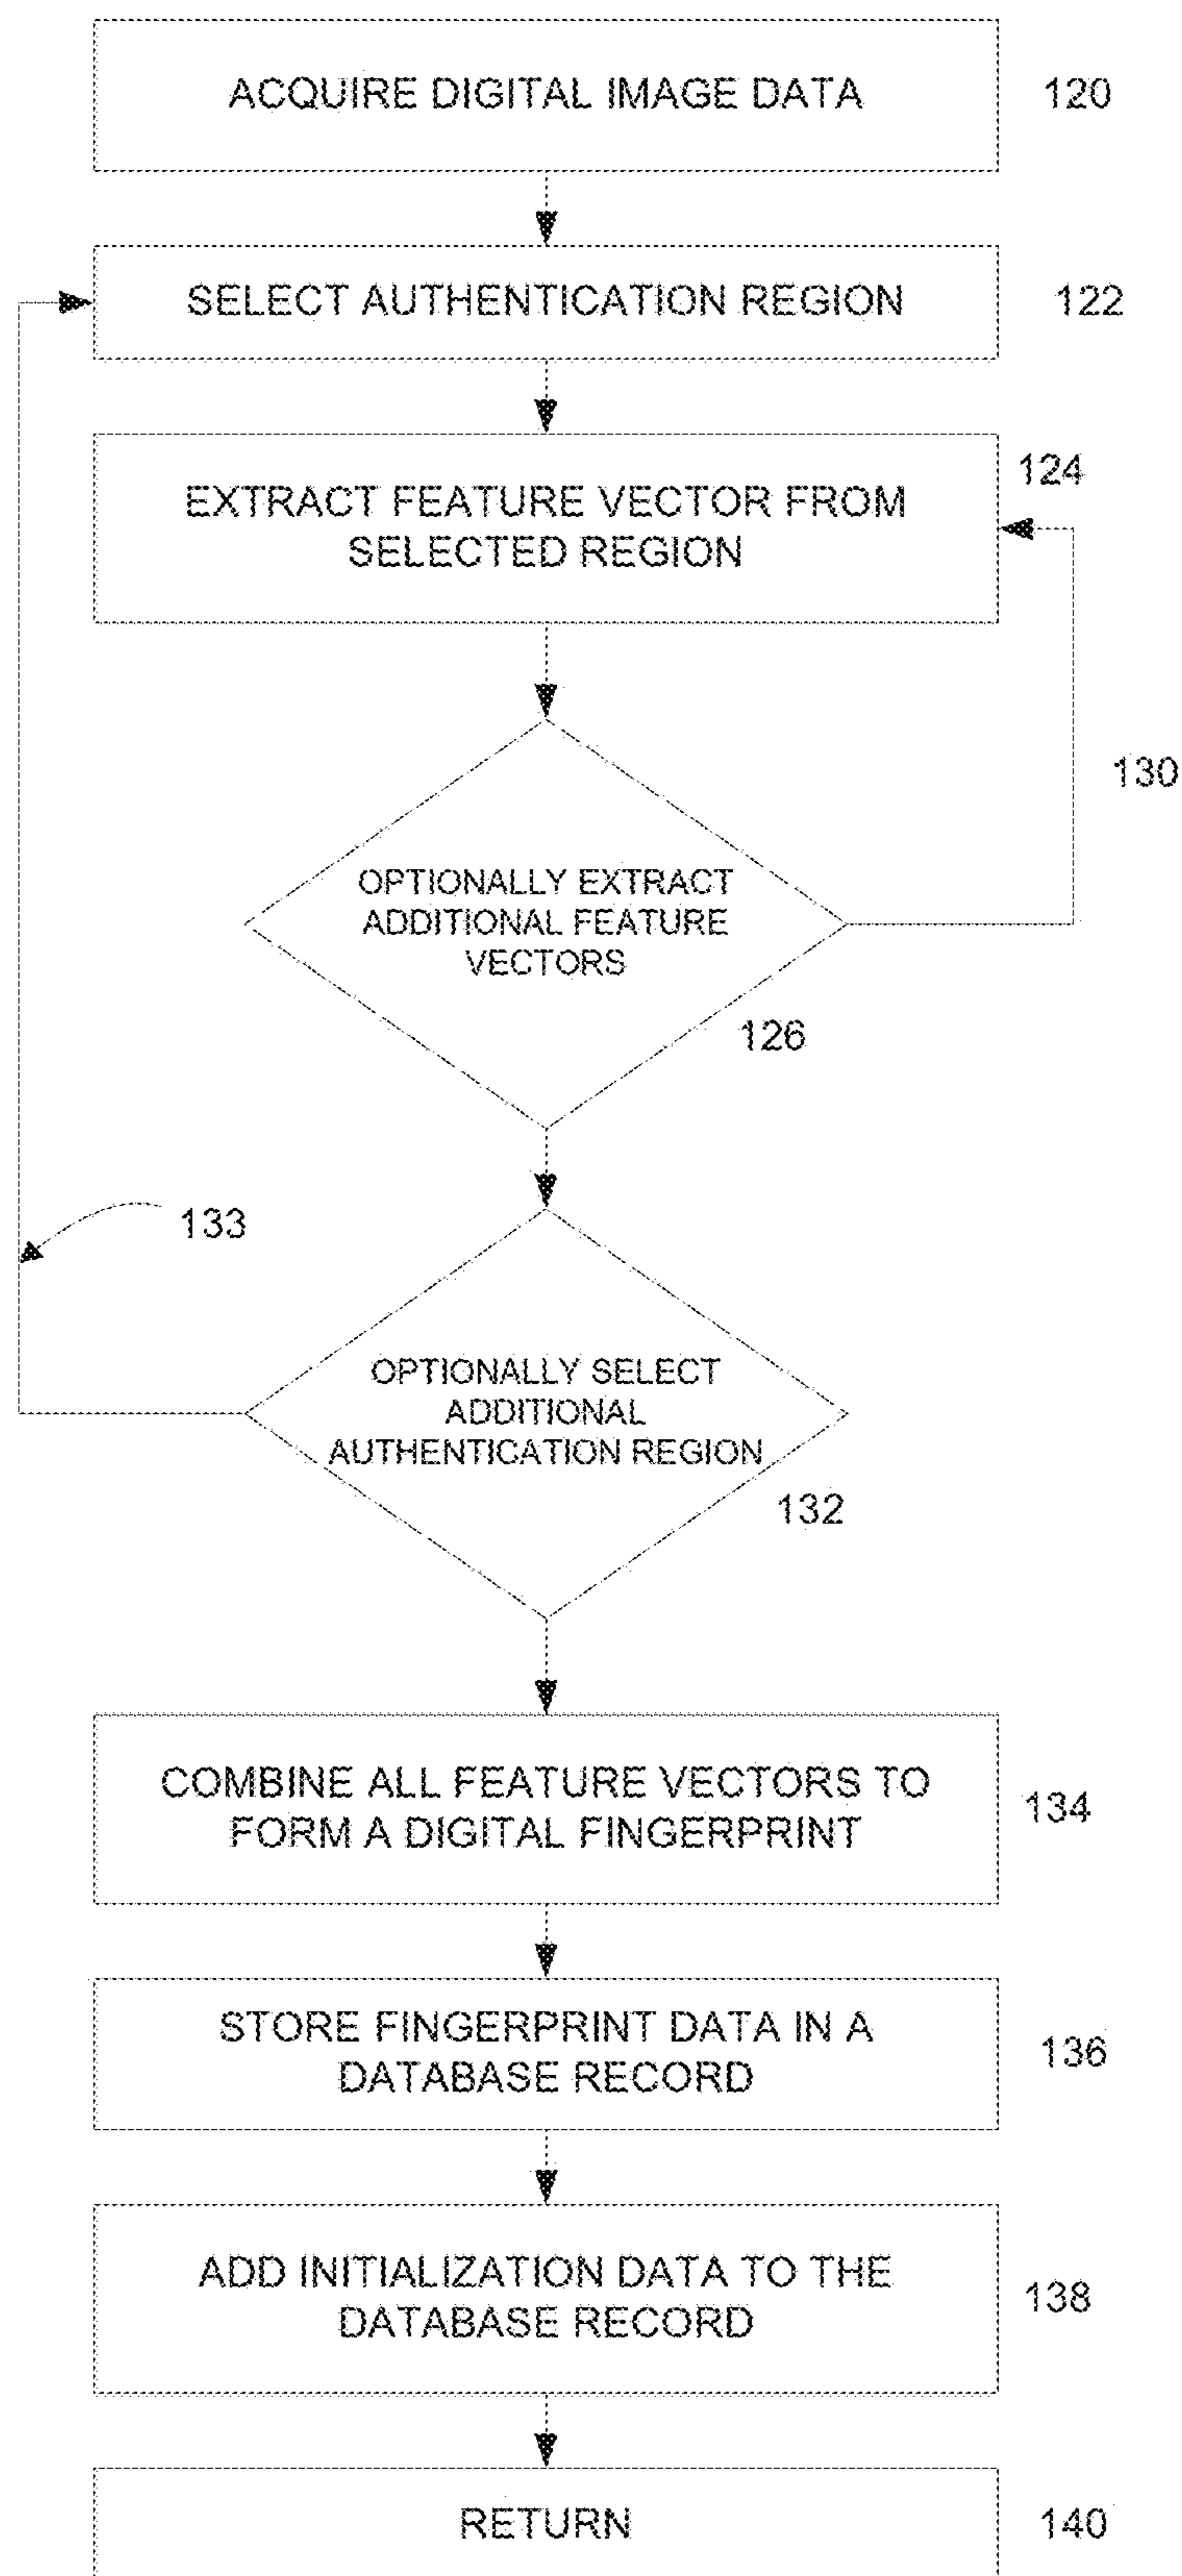 ACQUIRE DIGITAL IMAGE DATA
120
SELECT AUTHENTICATION REGION
122
124
EXTRACT FEATURE VECTOR FROM
SELECTED REGION
130
OPTIONALLY EXTRACT
ADDITIONAL FEATURE
VECTORS
126
133
OPTIONALLY SELECT
ADDITIONAL
AUTHENTICATION REGION
132
COMBINE ALL FEATURE VECTORS TO
FORM A DIGITAL FINGERPRINT
134
STORE FINGERPRINT DATA IN A
DATABASE RECORD
136
ADD INITIALIZATION DATA TO THE
DATABASE RECORD
138
RETURN
140